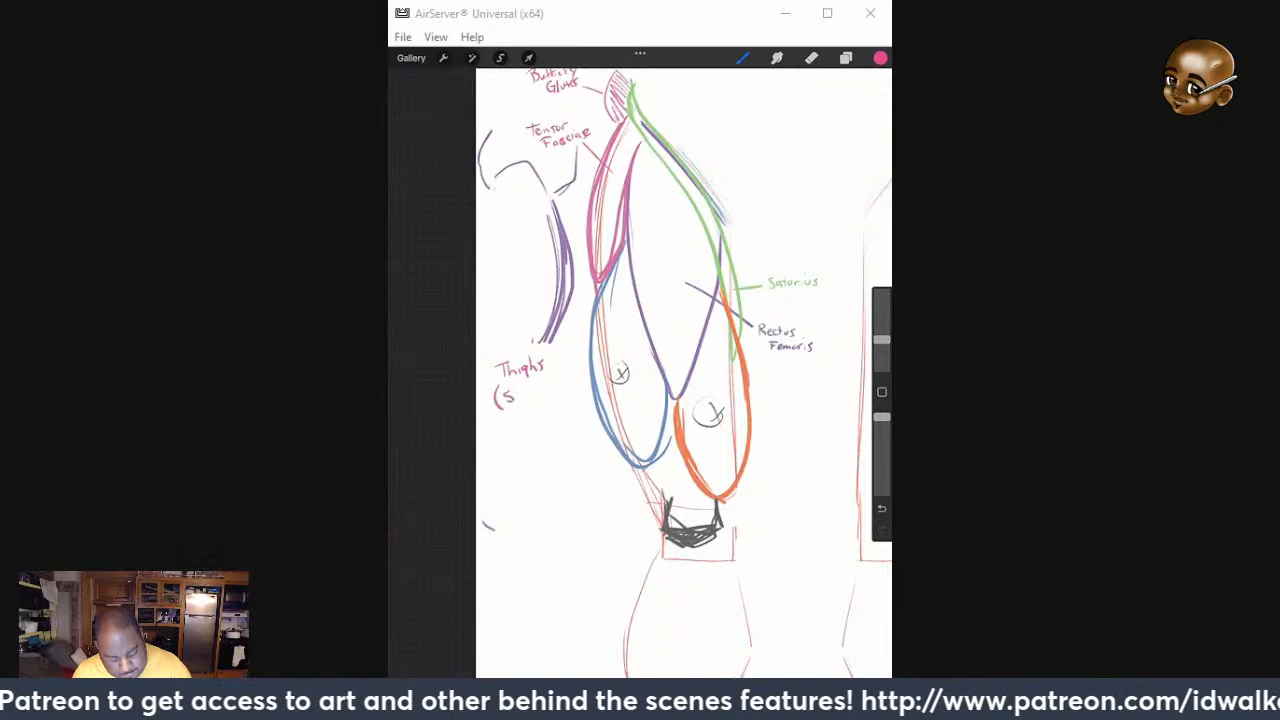 AirServer® Universal (x64)
File View Help
Gallery
Glutes
Tensor
Fasciae
Satorius
Rectus
Femoris
Thighs
(S
x
x
Patreon to get access to art and other behind the scenes features! http://www.patreon.com/idwalk